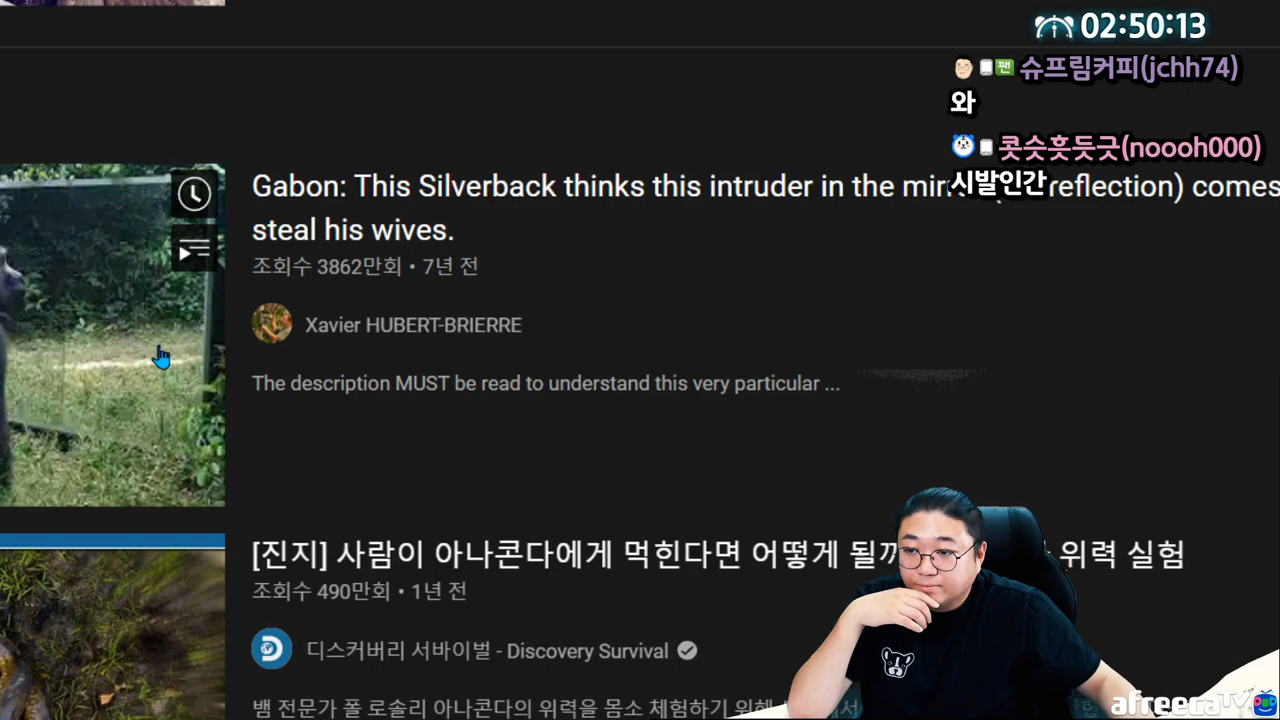 02:50:13
팬 슈프림커피(jchh74)
와
콧숫흣듯긋(noooh000)
시발인간
Gabon: This Silverback thinks this intruder in the reflection) comes
steal his wives.
조회수 3862만회 • 7년 전
Xavier HUBERT-BRIERRE
The description MUST be read to understand this very particular ...
[진지] 사람이 아나콘다에게 먹힌다면 어떻게 위력 실험
조회수 490만회 • 1년 전
디스커버리 서바이벌 - Discovery Survival
뱀 전문가 폴 로솔리 아나콘다의 위력을 몸소 체험하기 위해
afreecaTV